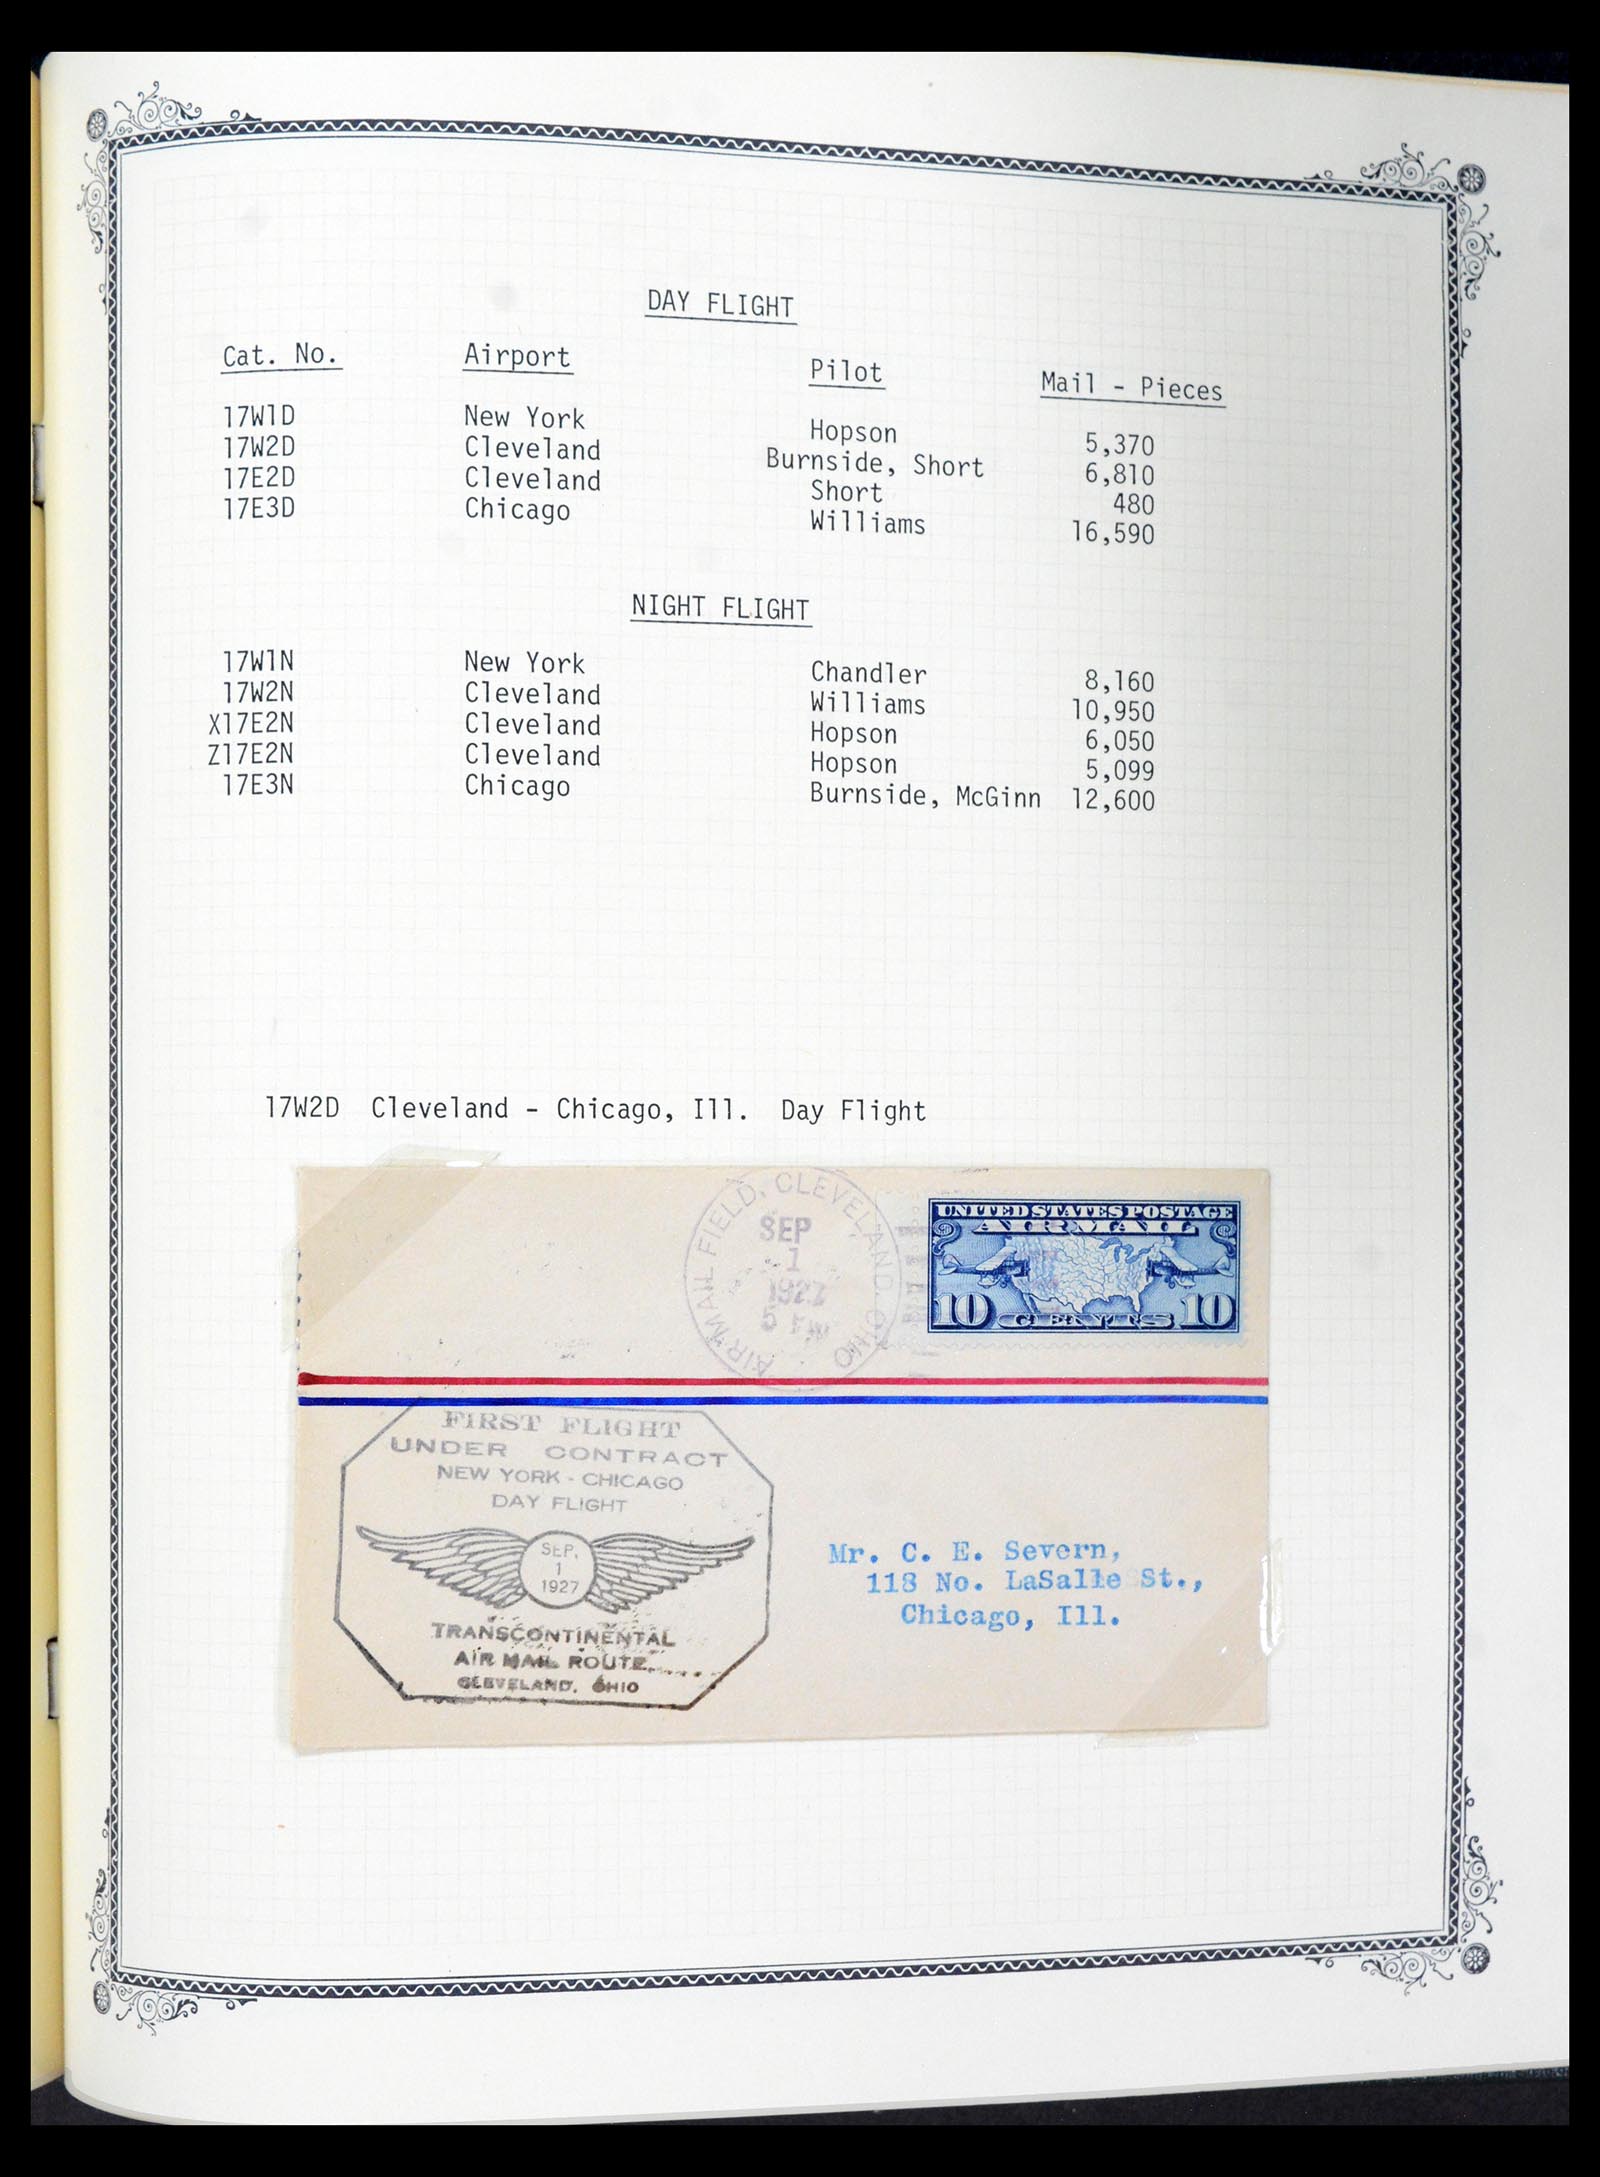 DAY FLIGHT
Cat. No. Airport Pilot Mail - Pieces
17W1D New York Hopson 5,370
17W2D Cleveland Burnside, Short 6,810
17E2D Cleveland Short 480
17E3D Chicago Williams 16,590
NIGHT FLIGHT
17W1N New York Chandler 8,160
17W2N Cleveland Williams 10,950
X17E2N Cleveland Hopson 6,050
Z17E2N Cleveland Hopson 5,099
17E3N Chicago Burnside, McGinn 12,600
17W2D Cleveland - Chicago, Ill. Day Flight
AIR MAIL FIELD, CLEVELAND, OHIO
SEP
1
1927
5 PM
UNITED STATES POSTAGE
AIR MAIL
10 CENTS 10
FIRST FLIGHT
UNDER CONTRACT
NEW YORK - CHICAGO
DAY FLIGHT
SEP.
1
1927
TRANSCONTINENTAL
AIR MAIL ROUTE
CLEVELAND, OHIO
Mr. C. E. Severn,
118 No. LaSalle St.,
Chicago, Ill.